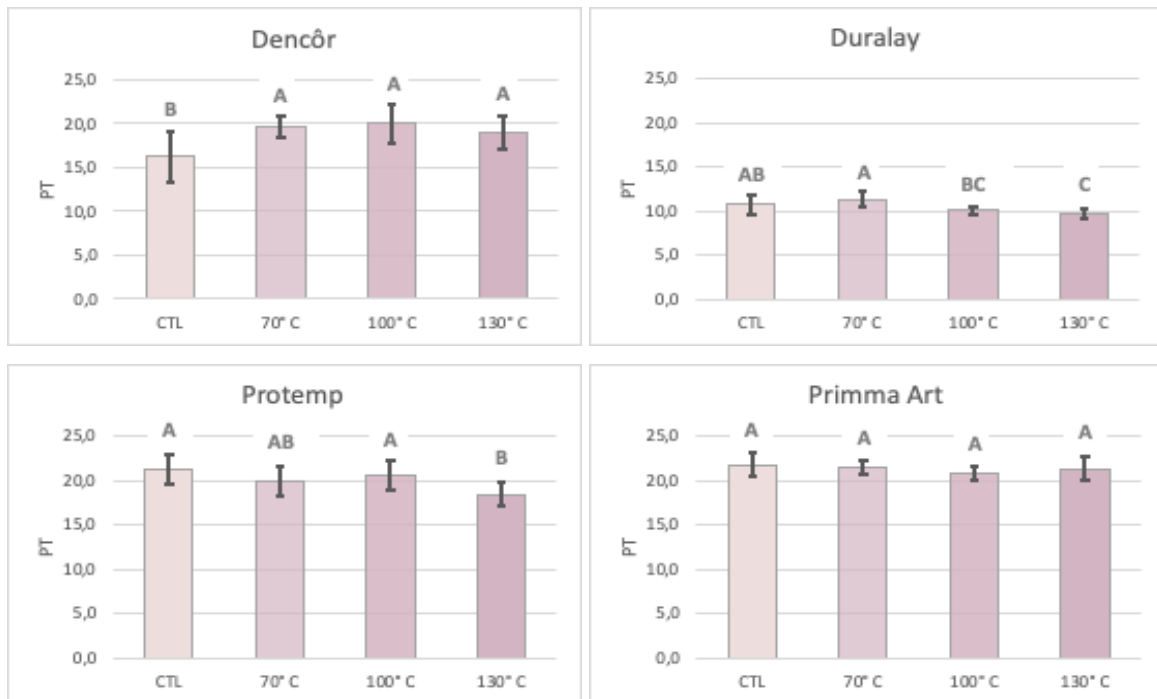 Dencôr
25,0
20,0
15,0
10,0
5,0
0,0
PT
B A A A
CTL 70° C 100° C 130° C
Duralay
25,0
20,0
15,0
10,0
5,0
0,0
PT
AB A BC C
CTL 70° C 100° C 130° C
Protemp
25,0
20,0
15,0
10,0
5,0
0,0
PT
A AB A B
CTL 70° C 100° C 130° C
Primma Art
25,0
20,0
15,0
10,0
5,0
0,0
PT
A A A A
CTL 70° C 100° C 130° C